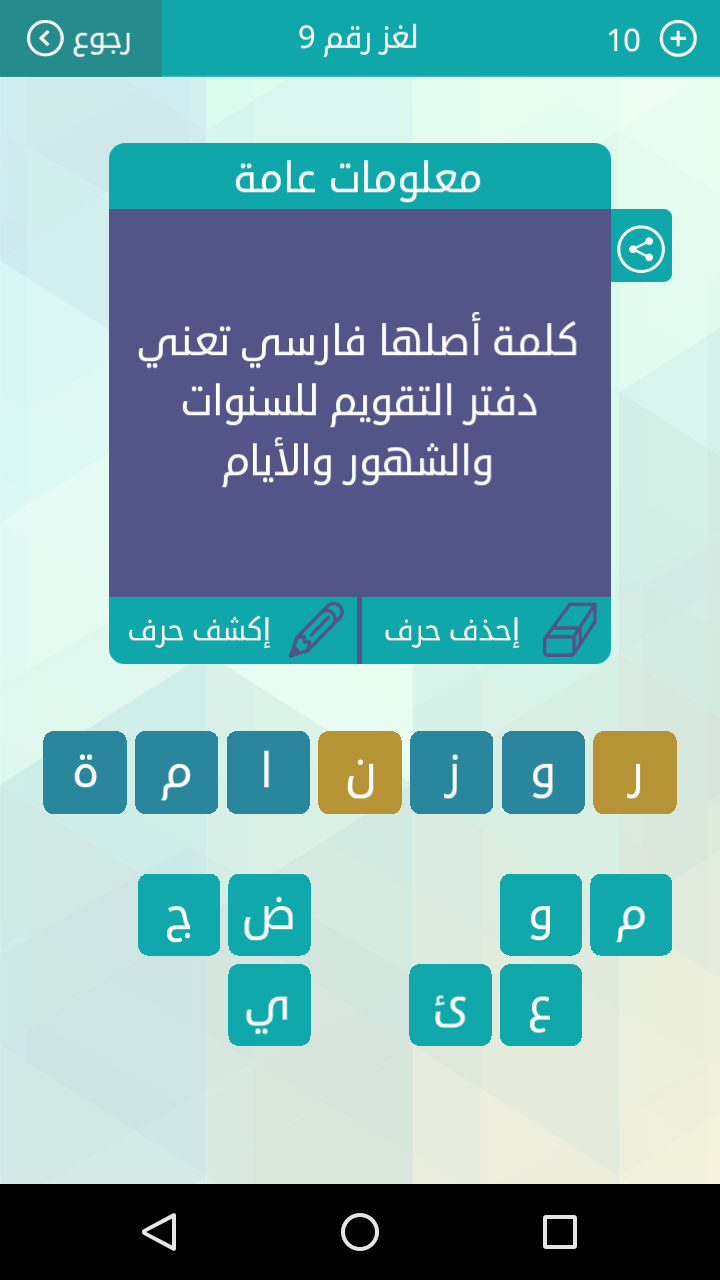 رجوع
لغز رقم 9
10
معلومات عامة
كلمة أصلها فارسي تعني
دفتر التقويم للسنوات
والشهور والأيام
إحذف حرف
إكشف حرف
ر و ز ن ا م ة
م و ض ج
ع ئ ي